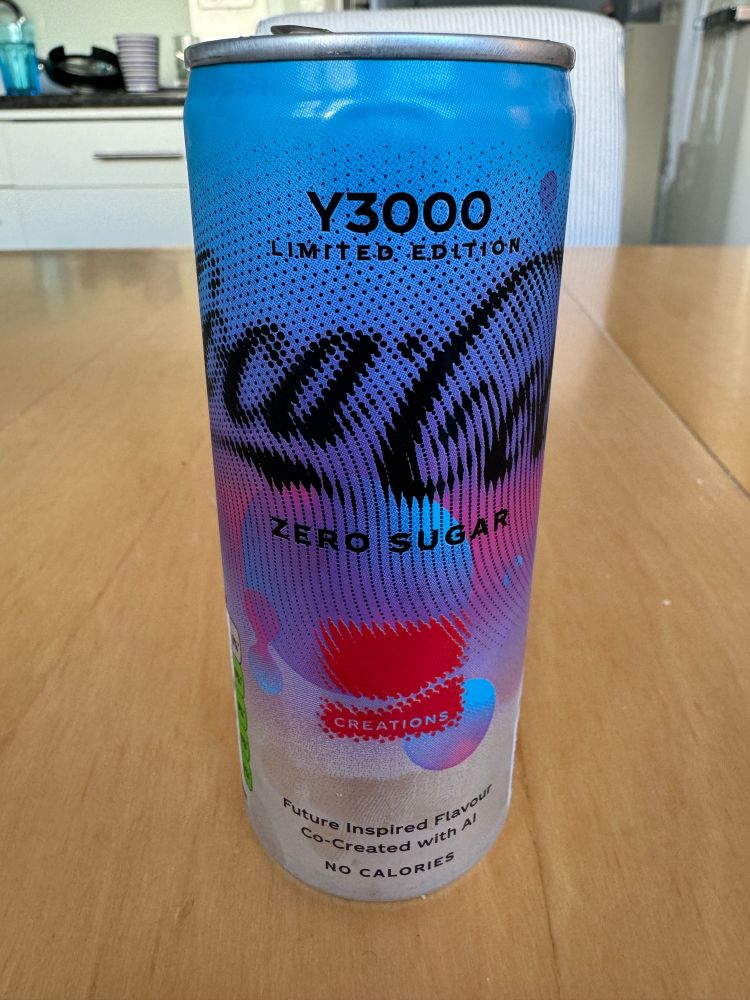 Y3000
LIMITED EDITION
ZERO SUGAR
CREATIONS
Future Inspired Flavour
Co-Created with AI
NO CALORIES